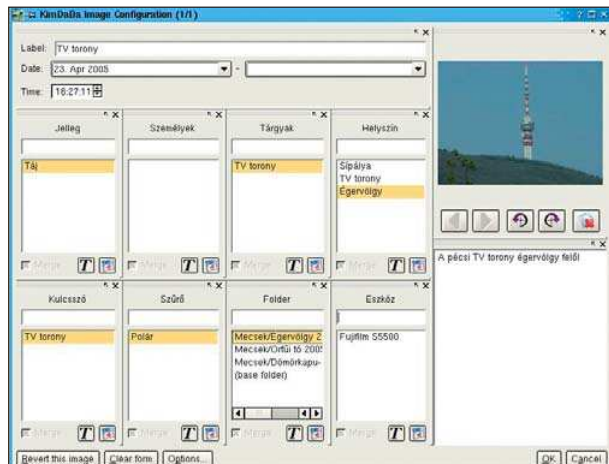 KimDaBa Image Configuration (1/1)
Label: TV torony
Date: 23. Apr 2005 -
Time: 16:27:11
Jelleg
Táj
Merge T
Személyek
Merge T
Tárgyak
TV torony
Merge T
Helyszín
Sípálya
TV torony
Égervölgy
Merge T
A pécsi TV torony égervölgy felől
Kulcsszó
TV torony
Merge T
Szűrő
Polár
Merge T
Folder
Mecsek/Égervölgy 2
Mecsek/Orfűi tó 2005
Mecsek/Dömörkapu-
(base folder)
Merge T
Eszköz
Fujifilm S5500
Merge T
Revert this image Clear form Options... OK Cancel